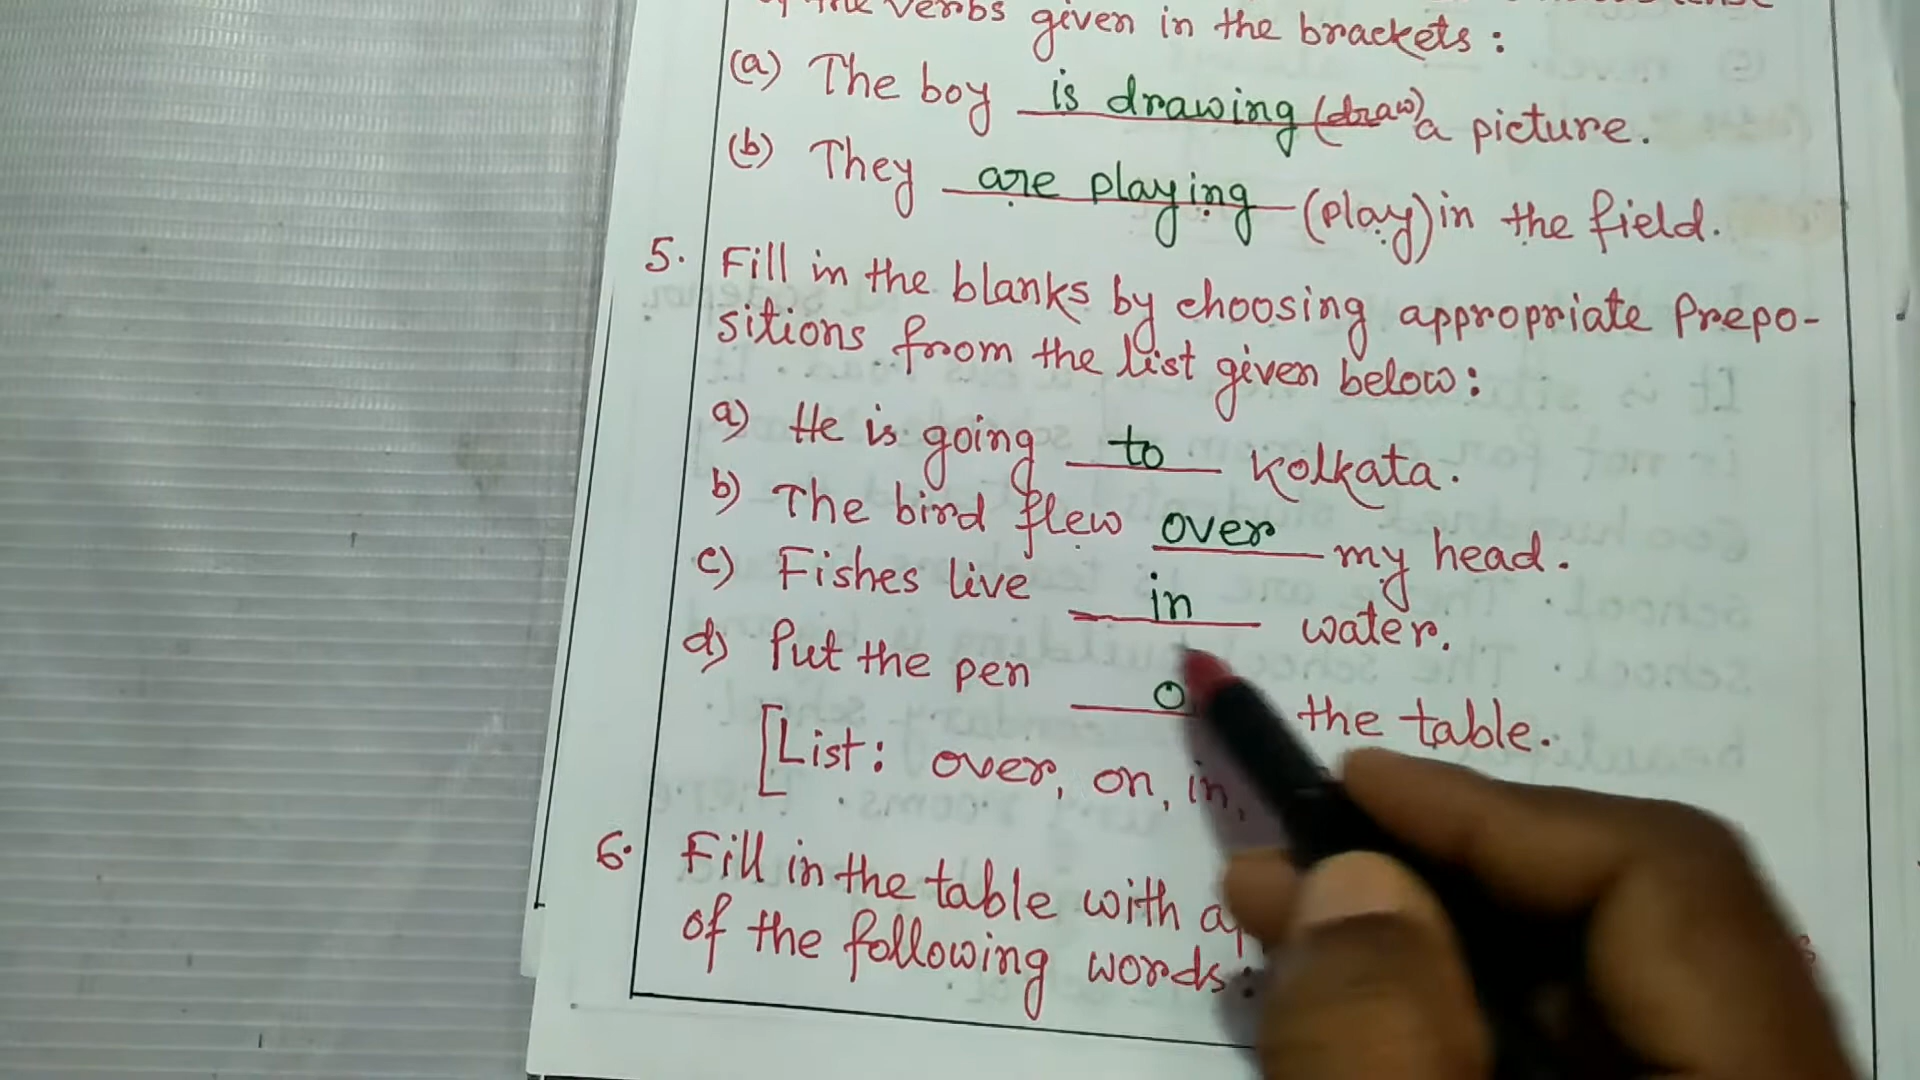 the verbs given in the brackets :
(a) The boy is drawing (draw) a picture.
(b) They are playing (play) in the field.
5. Fill in the blanks by choosing appropriate Prepo-
sitions from the list given below :
a) He is going to Kolkata.
b) The bird flew over my head.
c) Fishes live in water.
d) Put the pen the table.
[List: over, on, in,
6. Fill in the table with
of the following words :